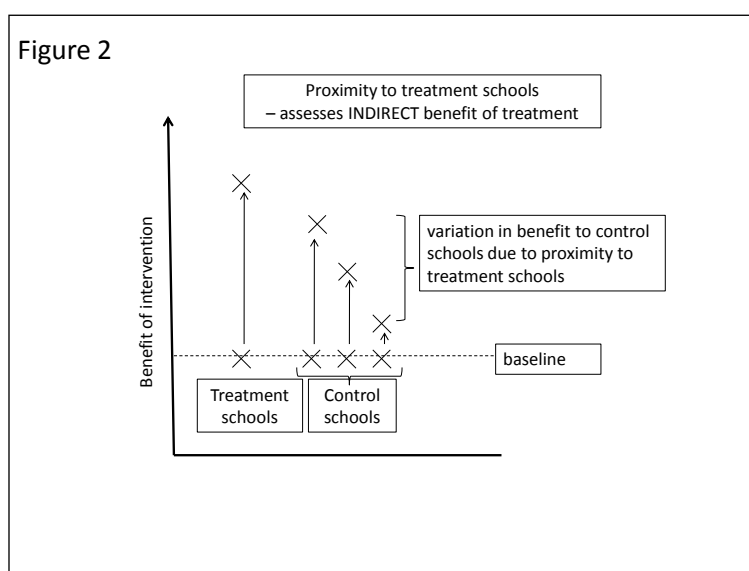 Figure 2
Proximity to treatment schools
– assesses INDIRECT benefit of treatment
Benefit of intervention
variation in benefit to control
schools due to proximity to
treatment schools
baseline
Treatment
schools
Control
schools